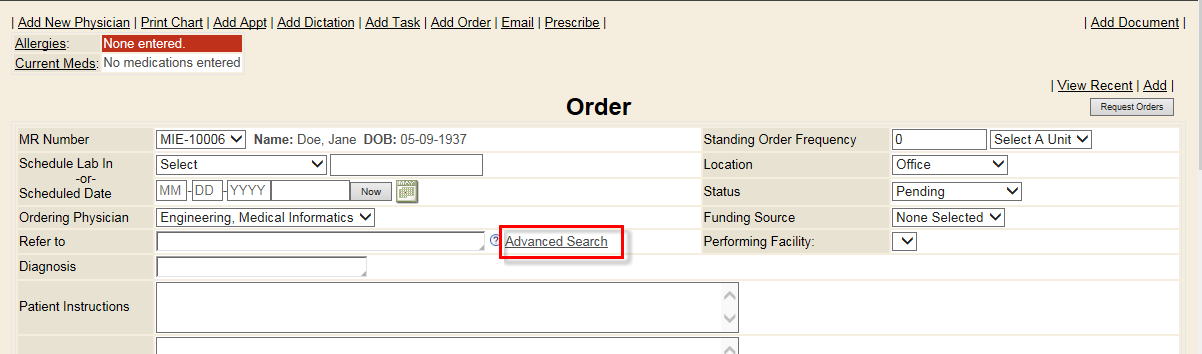 | Add New Physician | Print Chart | Add Appt | Add Dictation | Add Task | Add Order | Email | Prescribe | | Add Document |
Allergies: None entered.
Current Meds: No medications entered
| View Recent | Add |
Order
Request Orders
MR Number MIE-10006 Name: Doe, Jane DOB: 05-09-1937 Standing Order Frequency 0 Select A Unit
Schedule Lab In Select Location Office
-or-
Scheduled Date MM - DD - YYYY Now Status Pending
Ordering Physician Engineering, Medical Informatics Funding Source None Selected
Refer to Advanced Search Performing Facility:
Diagnosis
Patient Instructions